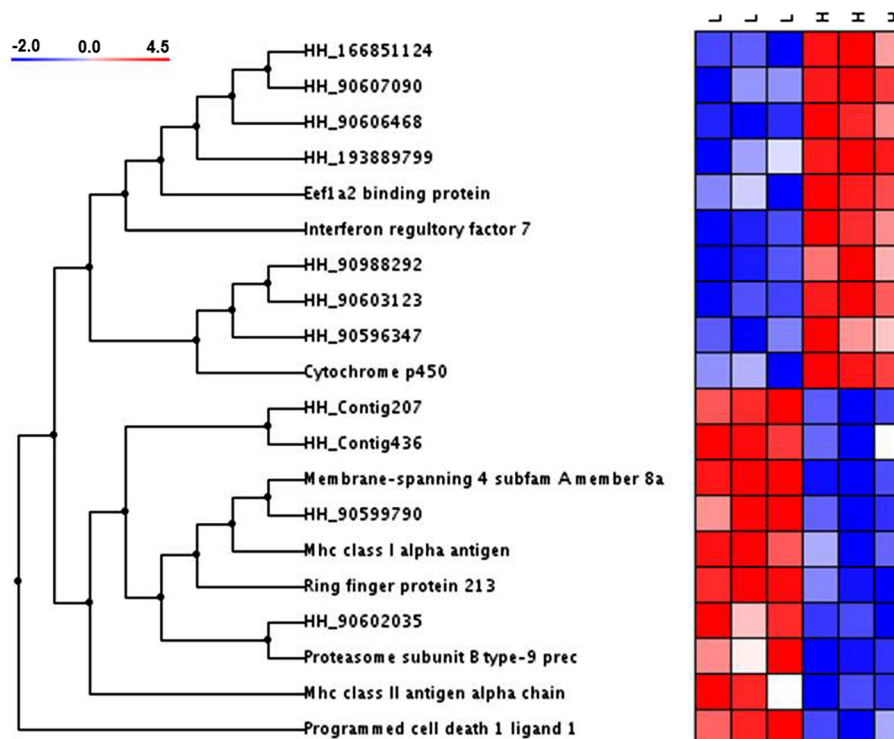 L L L H H H
-2.0 0.0 4.5
HH_166851124
HH_90607090
HH_90606468
HH_193889799
Eef1a2 binding protein
Interferon regultory factor 7
HH_90988292
HH_90603123
HH_90596347
Cytochrome p450
HH_Contig207
HH_Contig436
Membrane-spanning 4 subfam A member 8a
HH_90599790
Mhc class I alpha antigen
Ring finger protein 213
HH_90602035
Proteasome subunit B type-9 prec
Mhc class II antigen alpha chain
Programmed cell death 1 ligand 1